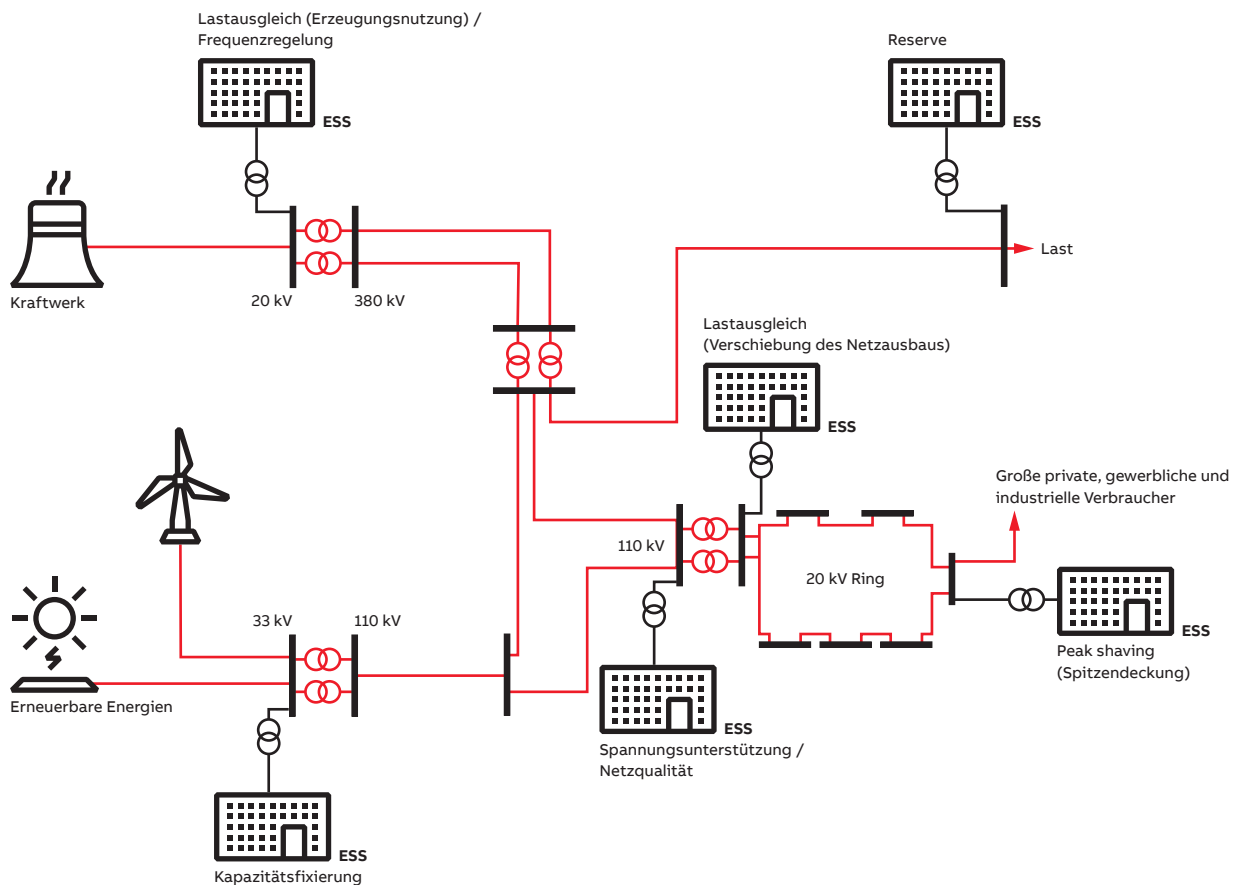 Lastausgleich (Erzeugungsnutzung) /
Frequenzregelung
ESS
Reserve
ESS
Kraftwerk
20 kV
380 kV
Last
Lastausgleich
(Verschiebung des Netzausbaus)
ESS
Große private, gewerbliche und
industrielle Verbraucher
110 kV
20 kV Ring
33 kV
110 kV
ESS
Peak shaving
(Spitzendeckung)
Erneuerbare Energien
ESS
Spannungsunterstützung /
Netzqualität
ESS
Kapazitätsfixierung